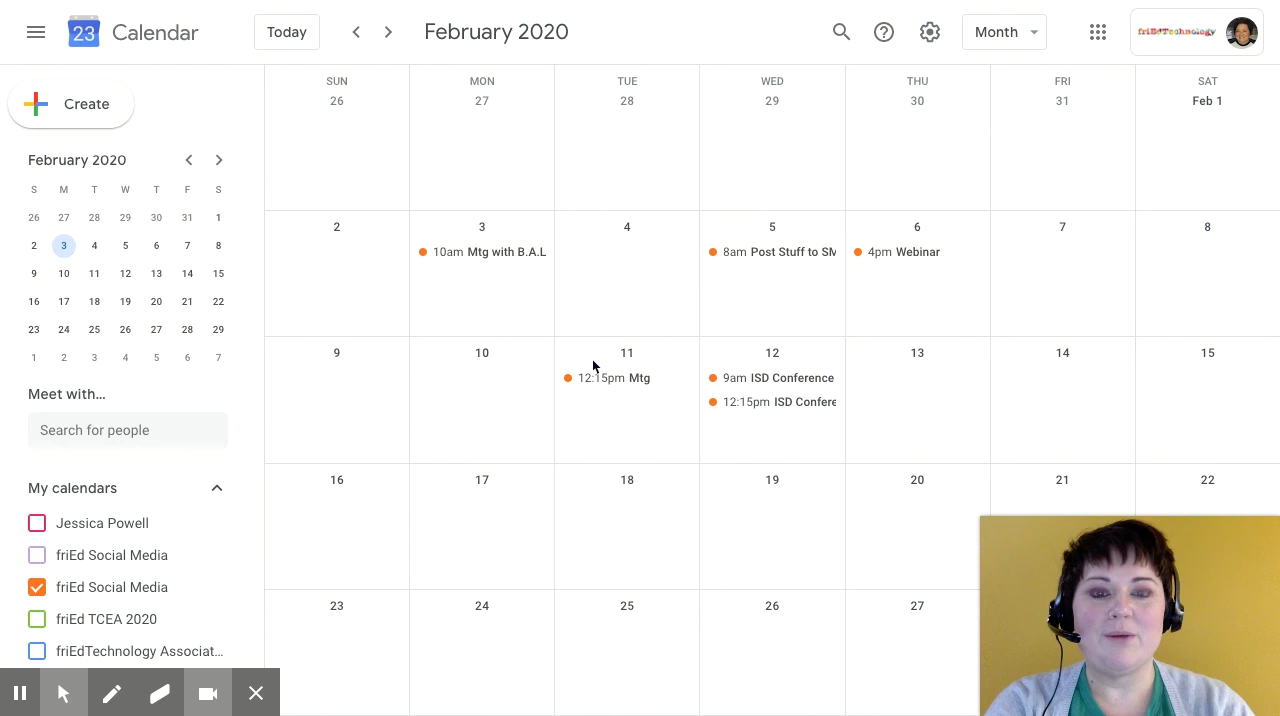 23 Calendar Today February 2020 Month friEdTechnology
Create
February 2020
S M T W T F S
26 27 28 29 30 31 1
2 3 4 5 6 7 8
9 10 11 12 13 14 15
16 17 18 19 20 21 22
23 24 25 26 27 28 29
1 2 3 4 5 6 7
Meet with...
Search for people
My calendars
Jessica Powell
friEd Social Media
friEd Social Media
friEd TCEA 2020
friEdTechnology Associat...
SUN MON TUE WED THU FRI SAT
26 27 28 29 30 31 Feb 1
2 3 4 5 6 7 8
10am Mtg with B.A.L 8am Post Stuff to SM 4pm Webinar
9 10 11 12 13 14 15
12:15pm Mtg 9am ISD Conference
12:15pm ISD Confere
16 17 18 19 20 21 22
23 24 25 26 27